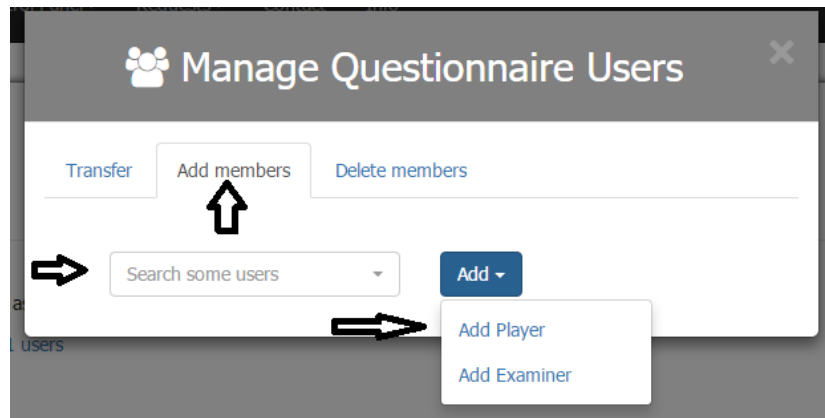 Manage Questionnaire Users
Transfer Add members Delete members
Search some users Add
Add Player
Add Examiner
users